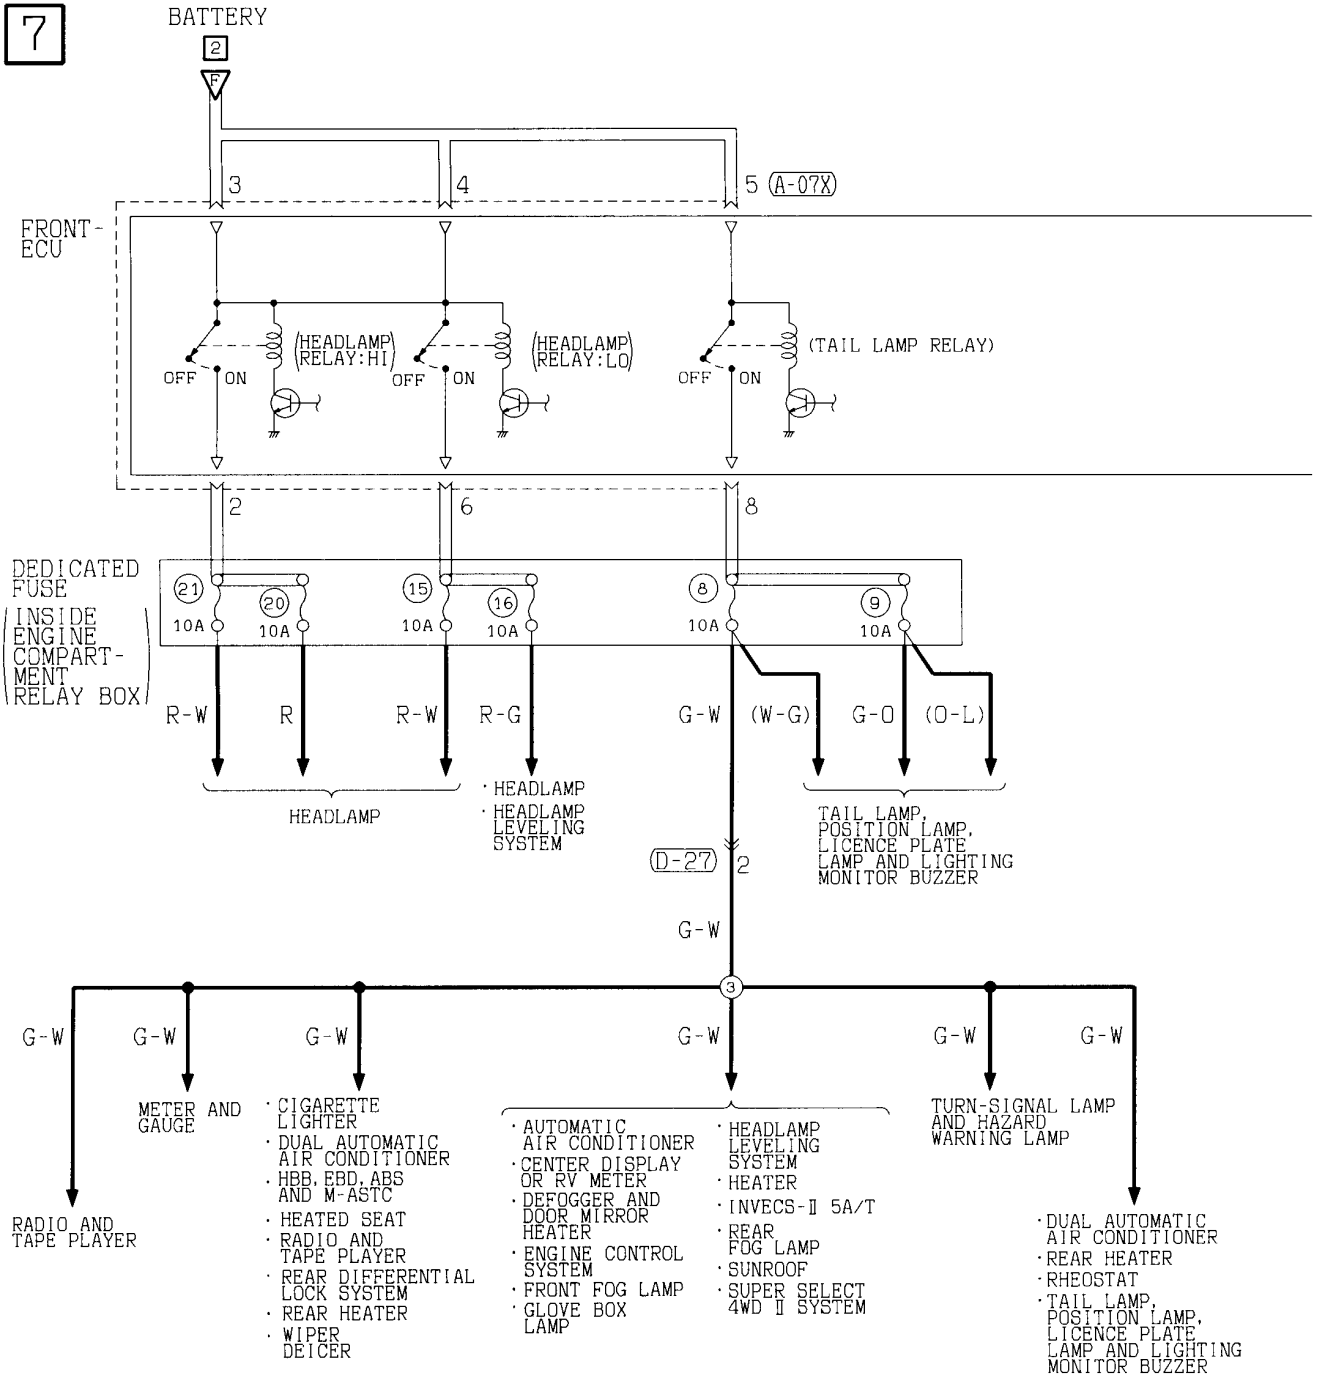 7
BATTERY
2
F
3
4
5 (A-07X)
FRONT-
ECU
(HEADLAMP
RELAY:HI)
(HEADLAMP
RELAY:LO)
(TAIL LAMP RELAY)
OFF ON
OFF ON
OFF ON
2
6
8
DEDICATED
FUSE
(INSIDE
ENGINE
COMPART-
MENT
RELAY BOX)
21
10A
20
10A
15
10A
16
10A
8
10A
9
10A
R-W
R
R-W
R-G
G-W
(W-G)
G-O
(O-L)
HEADLAMP
·HEADLAMP
·HEADLAMP
LEVELING
SYSTEM
TAIL LAMP,
POSITION LAMP,
LICENCE PLATE
LAMP AND LIGHTING
MONITOR BUZZER
(D-27) 2
G-W
3
G-W
G-W
G-W
G-W
G-W
G-W
RADIO AND
TAPE PLAYER
METER AND
GAUGE
·CIGARETTE
LIGHTER
·DUAL AUTOMATIC
AIR CONDITIONER
·HBB, EBD, ABS
AND M-ASTC
·HEATED SEAT
·RADIO AND
TAPE PLAYER
·REAR DIFFERENTIAL
LOCK SYSTEM
·REAR HEATER
·WIPER
DEICER
·AUTOMATIC
AIR CONDITIONER
·CENTER DISPLAY
OR RV METER
·DEFOGGER AND
DOOR MIRROR
HEATER
·ENGINE CONTROL
SYSTEM
·FRONT FOG LAMP
·GLOVE BOX
LAMP
·HEADLAMP
LEVELING
SYSTEM
·HEATER
·INVECS-Ⅱ 5A/T
·REAR
FOG LAMP
·SUNROOF
·SUPER SELECT
4WD Ⅱ SYSTEM
TURN-SIGNAL LAMP
AND HAZARD
WARNING LAMP
·DUAL AUTOMATIC
AIR CONDITIONER
·REAR HEATER
·RHEOSTAT
·TAIL LAMP,
POSITION LAMP,
LICENCE PLATE
LAMP AND LIGHTING
MONITOR BUZZER